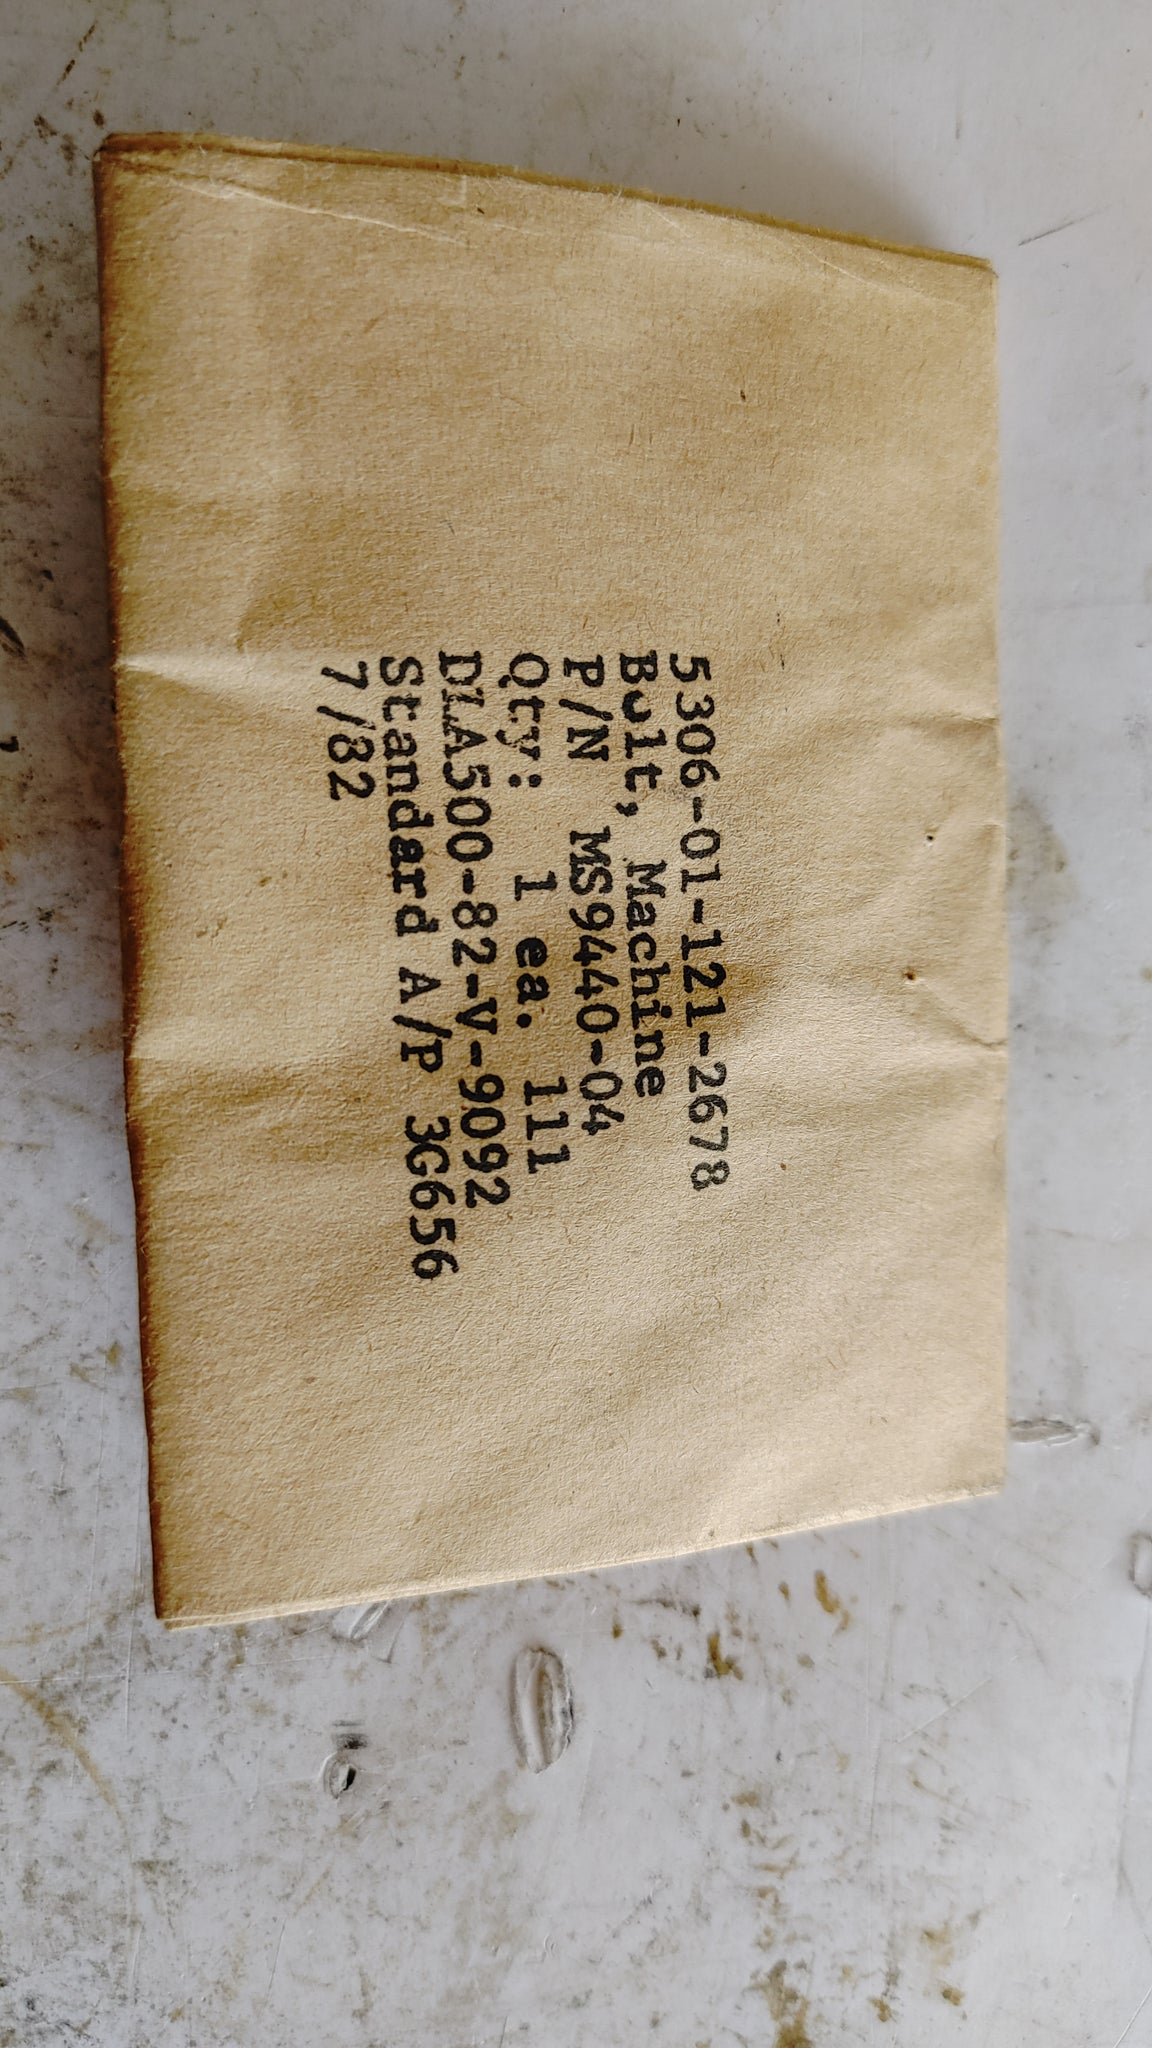 5306-01-121-2678
Bolt, Machine
P/N MS9440-04
Qty: 1 ea. 111
DLA500-82-V-9092
Standard A/P 3G656
7/82